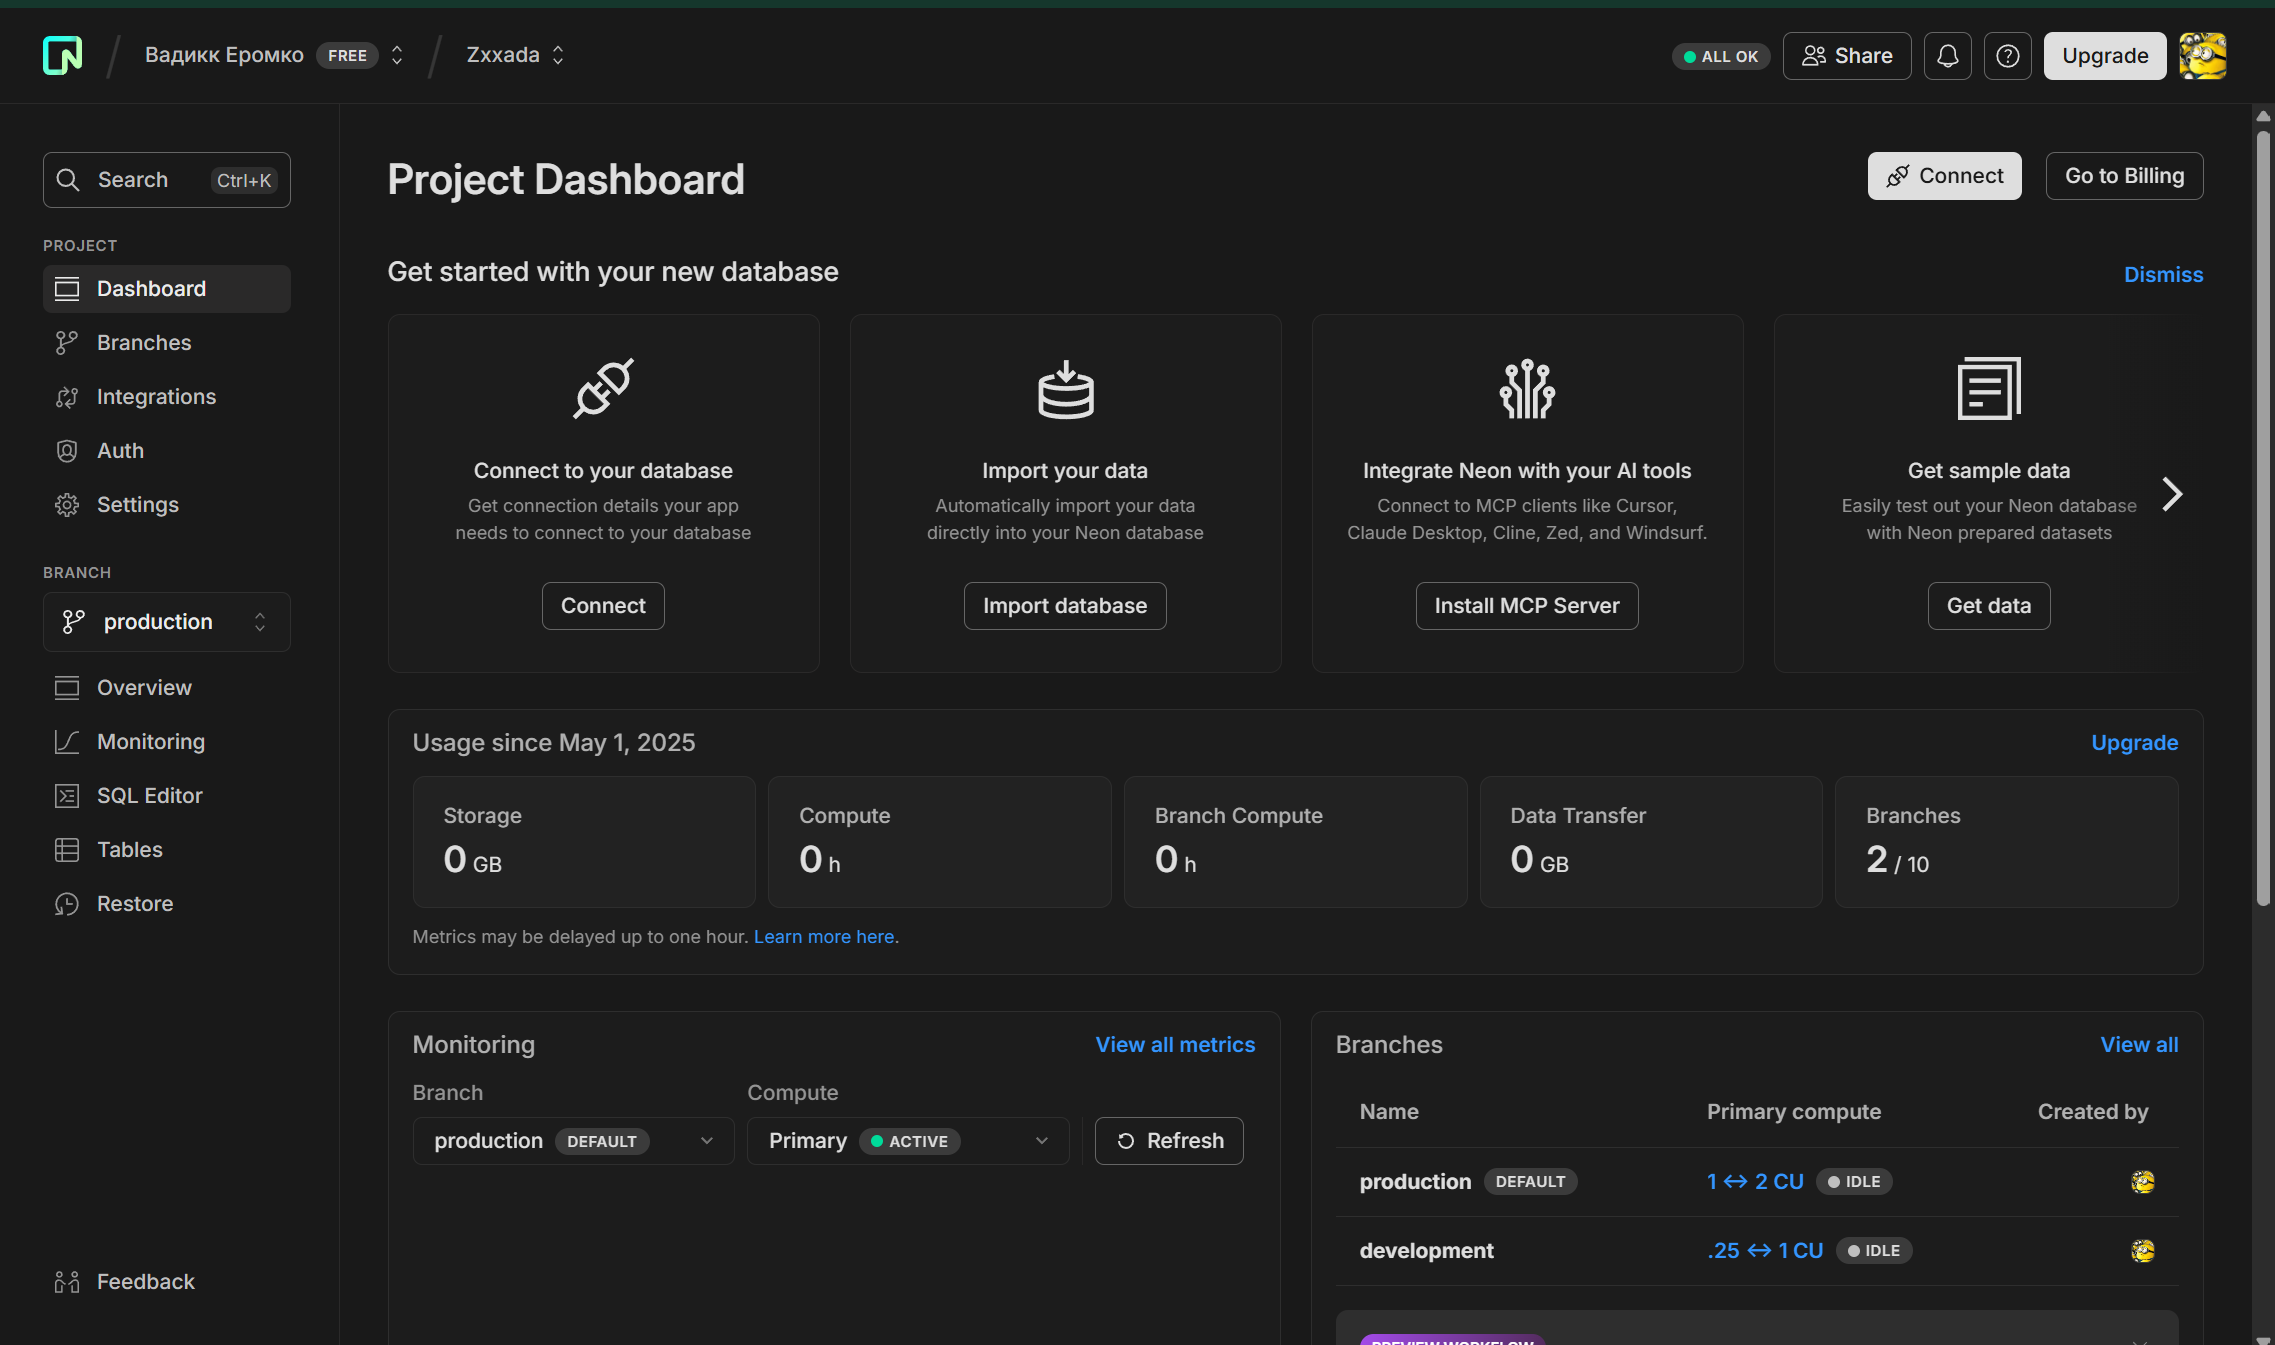 Вадикк Еромко FREE
Zxxada
ALL OK
Share
Upgrade
Search Ctrl+K
PROJECT
Dashboard
Branches
Integrations
Auth
Settings
BRANCH
production
Overview
Monitoring
SQL Editor
Tables
Restore
Feedback
Project Dashboard
Connect
Go to Billing
Get started with your new database
Dismiss
Connect to your database
Get connection details your app
needs to connect to your database
Connect
Import your data
Automatically import your data
directly into your Neon database
Import database
Integrate Neon with your AI tools
Connect to MCP clients like Cursor,
Claude Desktop, Cline, Zed, and Windsurf.
Install MCP Server
Get sample data
Easily test out your Neon database
with Neon prepared datasets
Get data
Usage since May 1, 2025
Upgrade
Storage
0 GB
Compute
0 h
Branch Compute
0 h
Data Transfer
0 GB
Branches
2 / 10
Metrics may be delayed up to one hour. Learn more here.
Monitoring
View all metrics
Branch
production DEFAULT
Compute
Primary ACTIVE
Refresh
Branches
View all
Name Primary compute Created by
production DEFAULT 1 ↔ 2 CU IDLE
development .25 ↔ 1 CU IDLE
PREVIEW WORKFLOW